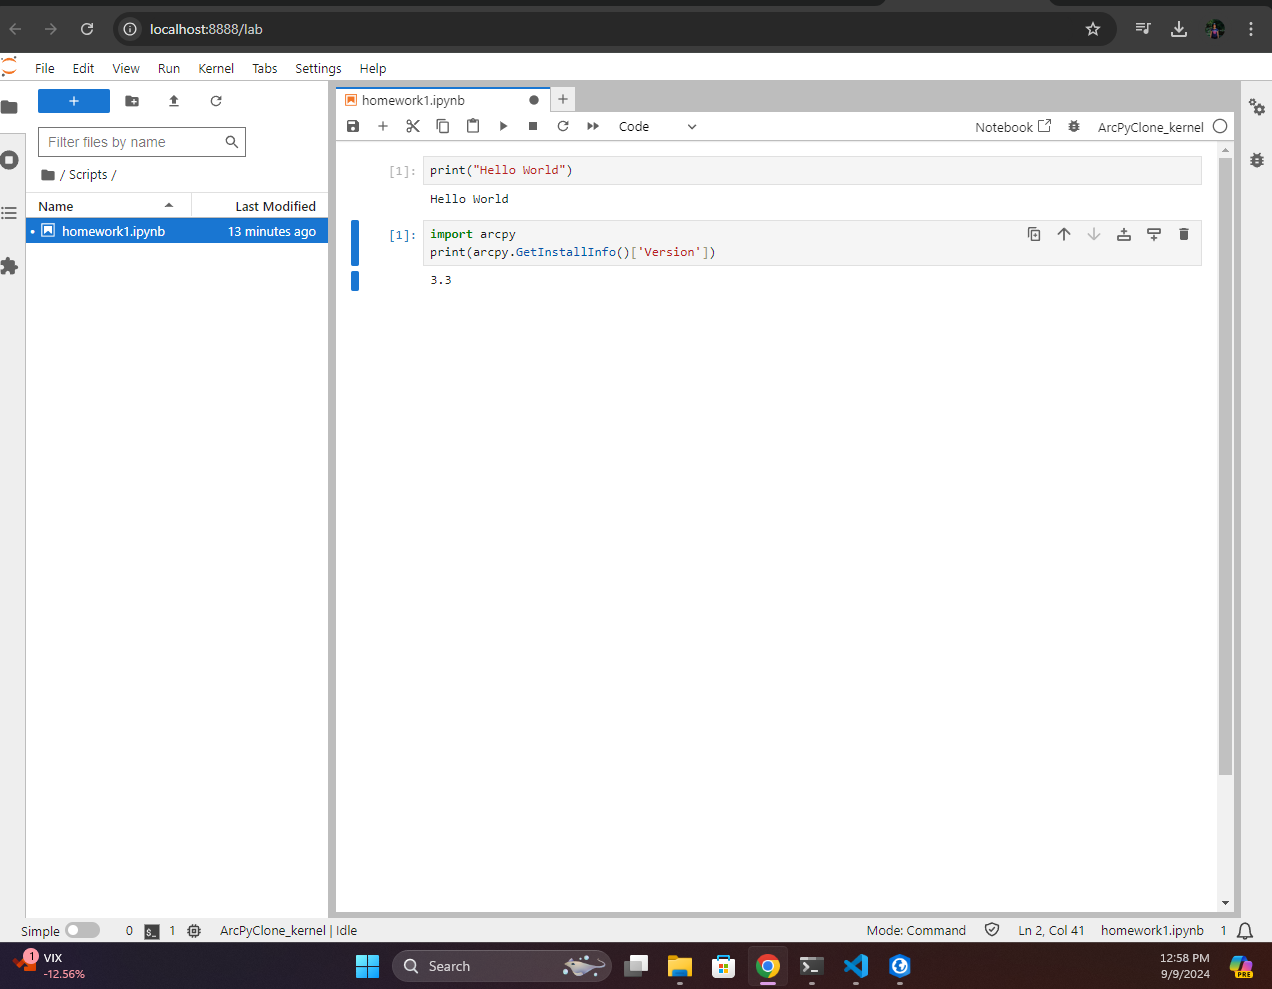 localhost:8888/lab
File Edit View Run Kernel Tabs Settings Help
homework1.ipynb
Filter files by name
Code
Notebook
ArcPyClone_kernel
/ Scripts /
Name
Last Modified
homework1.ipynb
13 minutes ago
[1]: print("Hello World")
Hello World
[1]: import arcpy
print(arcpy.GetInstallInfo()['Version'])
3.3
Simple
0
1
ArcPyClone_kernel | Idle
Mode: Command
Ln 2, Col 41
homework1.ipynb
1
1
VIX
-12.56%
Search
12:58 PM
9/9/2024
PRE